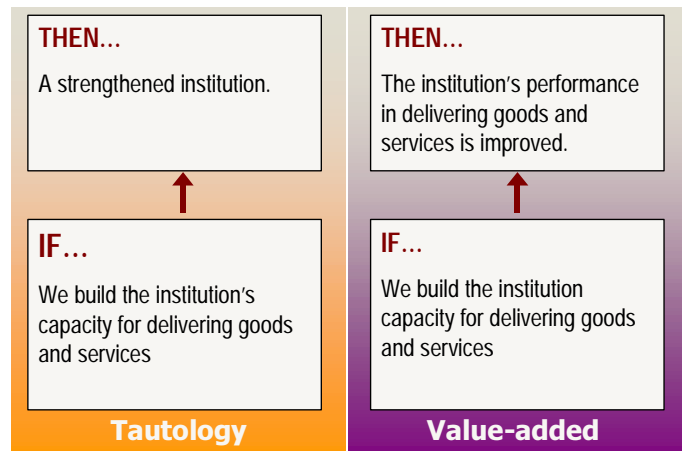 THEN...
A strengthened institution.
IF...
We build the institution's
capacity for delivering goods
and services
Tautology
THEN...
The institution's performance
in delivering goods and
services is improved.
IF...
We build the institution
capacity for delivering goods
and services
Value-added